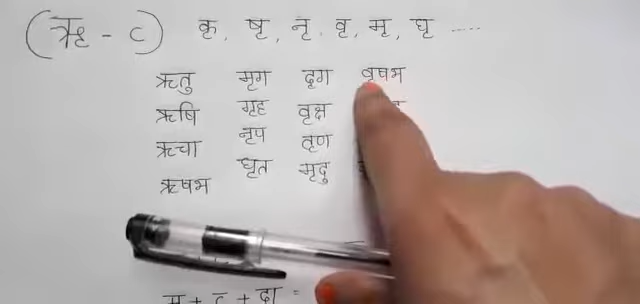 (ऋ - ृ) कृ, षृ, नृ, वृ, मृ, घृ .....
ऋतु मृग दृग वृषभ
ऋषि गृह वृक्ष
ऋचा नृप तृण
ऋषभ घृत मृदु
म + ृ + दा =